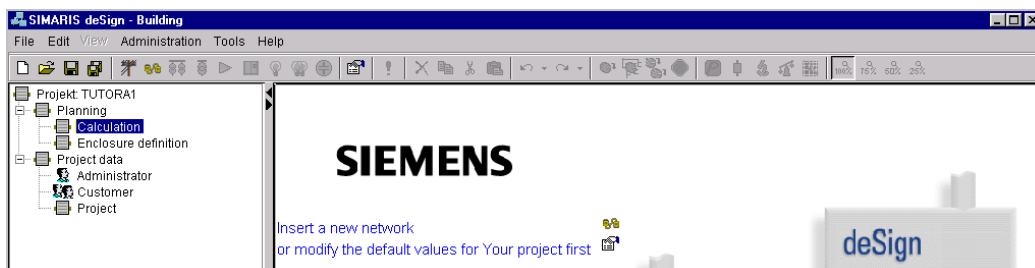 SIMARIS deSign - Building
File Edit View Administration Tools Help
100% 75% 50% 25%
Projekt: TUTORA1
Planning
Calculation
Enclosure definition
Project data
Administrator
Customer
Project
SIEMENS
Insert a new network
or modify the default values for Your project first
deSign